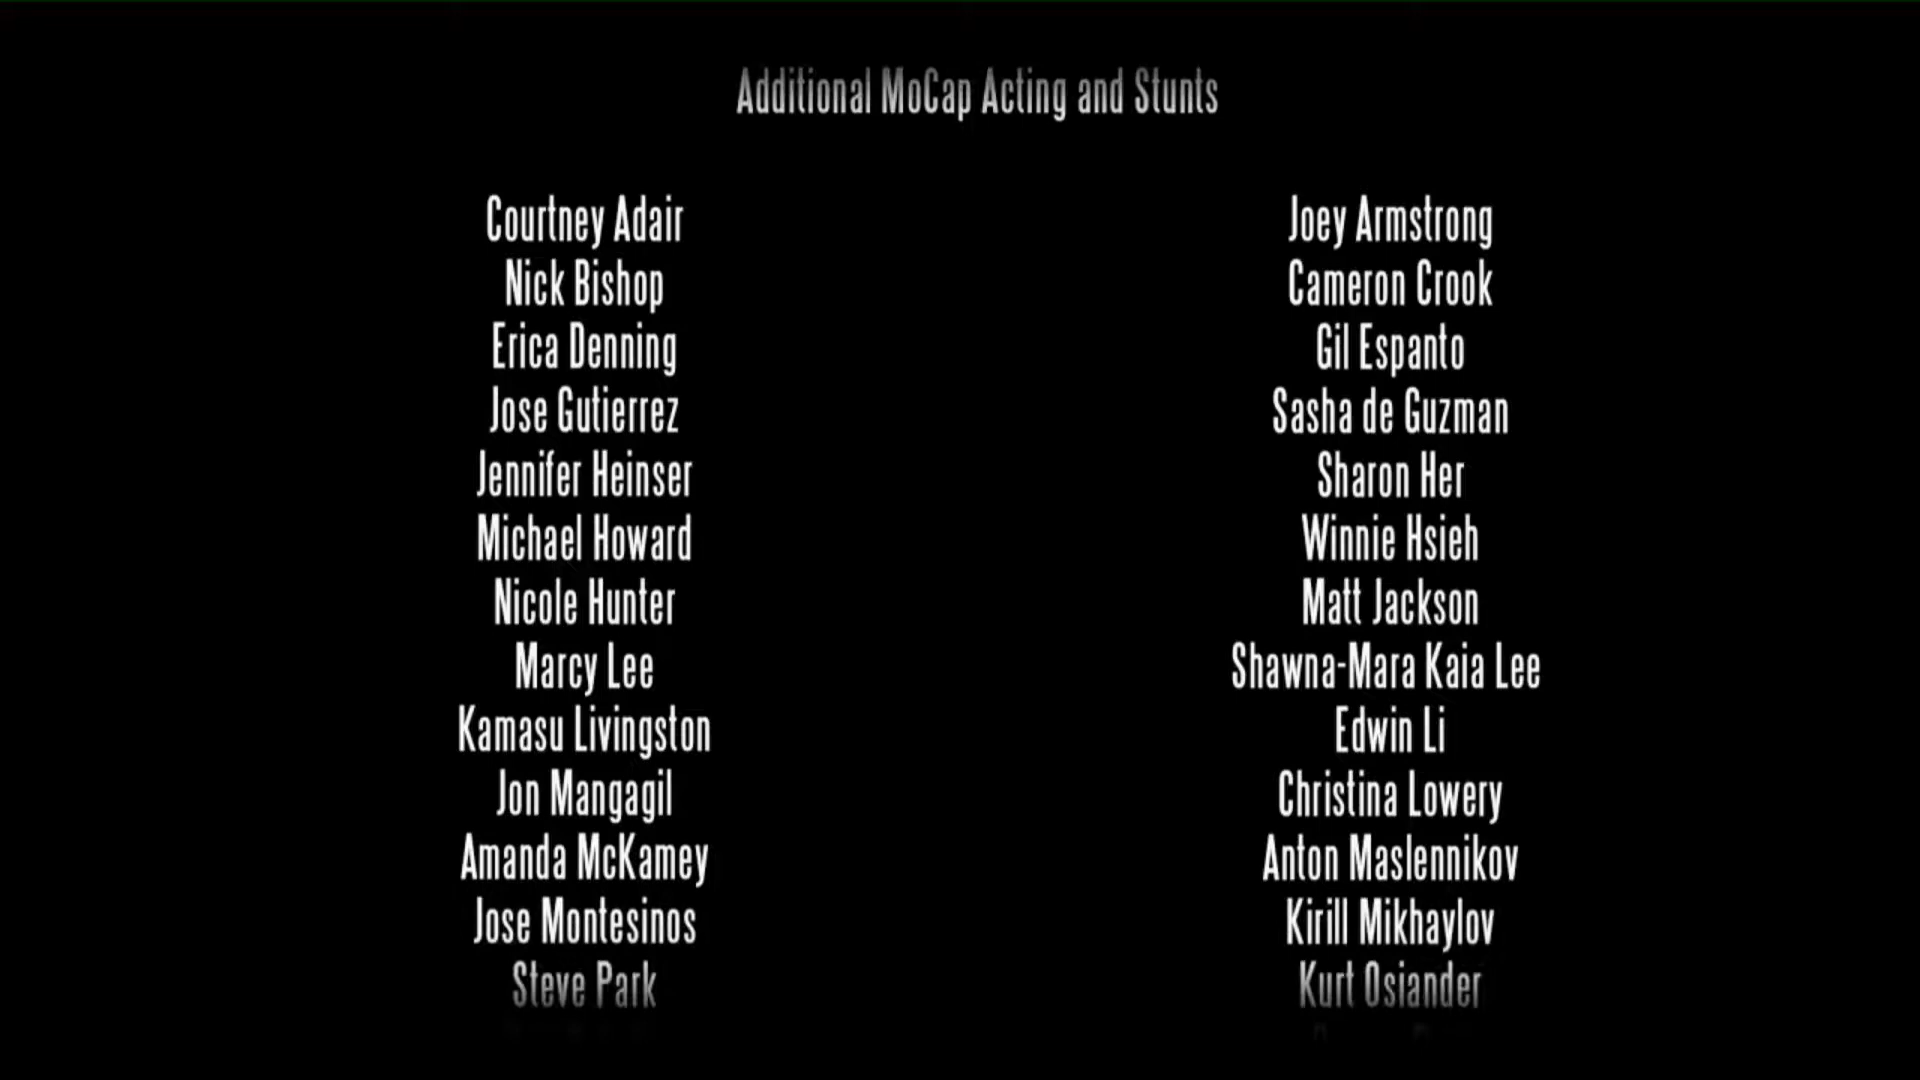 Additional MoCap Acting and Stunts
Courtney Adair
Joey Armstrong
Nick Bishop
Cameron Crook
Erica Denning
Gil Espanto
Jose Gutierrez
Sasha de Guzman
Jennifer Heinser
Sharon Her
Michael Howard
Winnie Hsieh
Nicole Hunter
Matt Jackson
Marcy Lee
Shawna-Mara Kaia Lee
Kamasu Livingston
Edwin Li
Jon Mangagil
Christina Lowery
Amanda McKamey
Anton Maslennikov
Jose Montesinos
Kirill Mikhaylov
Steve Park
Kurt Osiander